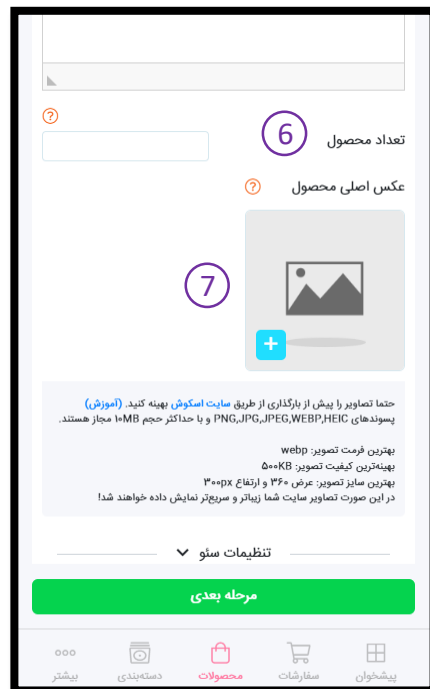 ?
6
تعداد محصول
عکس اصلی محصول ?
7
+
حتما تصاویر را پیش از بارگذاری از طریق سایت اسکوش بهینه کنید. (آموزش)
پسوندهای PNG,JPG,JPEG,WEBP,HEIC و با حداکثر حجم ۱۰MB مجاز هستند.
بهترین فرمت تصویر: webp
بهینه‌ترین کیفیت تصویر: ۵۰۰KB
بهترین سایز تصویر: عرض ۳۶۰ و ارتفاع ۳۰۰px
در این صورت تصاویر سایت شما زیباتر و سریع‌تر نمایش داده خواهند شد!
تنظیمات سئو
مرحله بعدی
پیشخوان
سفارشات
محصولات
دسته‌بندی
بیشتر